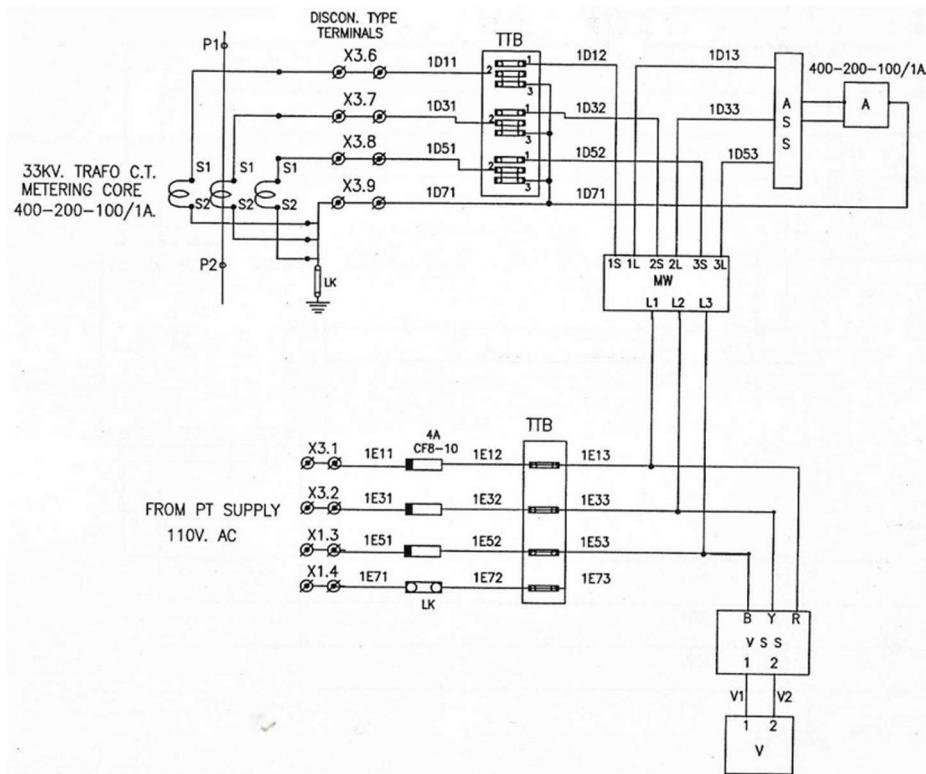 DISCON. TYPE
TERMINALS
TTB
P1
X3.6
1D11
2
1
3
1D12
1D13
400-200-100/1A
A
S
S
A
X3.7
1D31
2
1
3
1D32
1D33
X3.8
1D51
2
1
3
1D52
1D53
33KV. TRAFO C.T.
METERING CORE
400-200-100/1A.
S1
S1
S1
S2
S2
S2
X3.9
1D71
1D71
P2
LK
1S 1L 2S 2L 3S 3L
MW
L1 L2 L3
4A
CF8-10
TTB
X3.1
1E11
1E12
1E13
X3.2
1E31
1E32
1E33
FROM PT SUPPLY
110V. AC
X1.3
1E51
1E52
1E53
X1.4
1E71
LK
1E72
1E73
B Y R
V S S
1 2
V1 V2
1 2
V